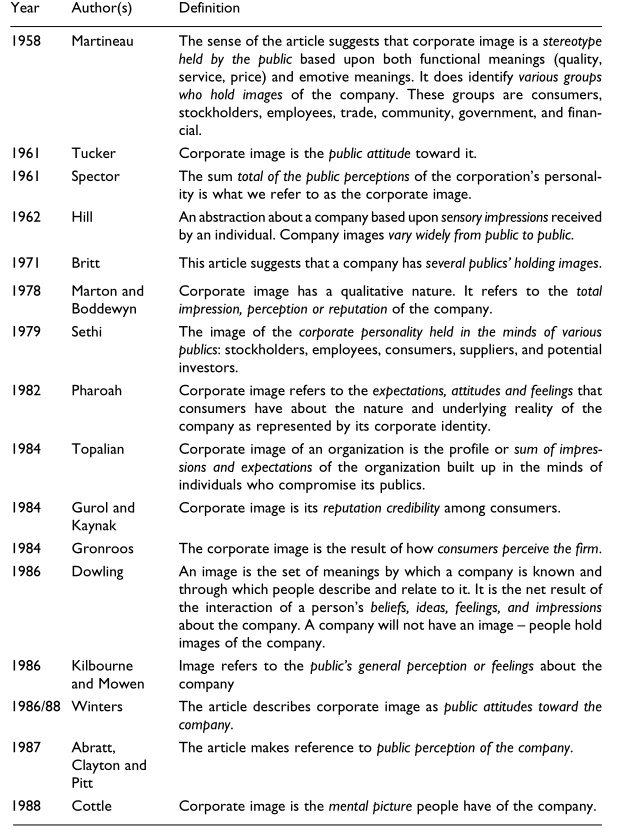 Year Author(s) Definition
1958 Martineau The sense of the article suggests that corporate image is a stereotype
held by the public based upon both functional meanings (quality,
service, price) and emotive meanings. It does identify various groups
who hold images of the company. These groups are consumers,
stockholders, employees, trade, community, government, and finan-
cial.
1961 Tucker Corporate image is the public attitude toward it.
1961 Spector The sum total of the public perceptions of the corporation's personal-
ity is what we refer to as the corporate image.
1962 Hill An abstraction about a company based upon sensory impressions received
by an individual. Company images vary widely from public to public.
1971 Britt This article suggests that a company has several publics' holding images.
1978 Marton and Corporate image has a qualitative nature. It refers to the total
Boddewyn impression, perception or reputation of the company.
1979 Sethi The image of the corporate personality held in the minds of various
publics: stockholders, employees, consumers, suppliers, and potential
investors.
1982 Pharoah Corporate image refers to the expectations, attitudes and feelings that
consumers have about the nature and underlying reality of the
company as represented by its corporate identity.
1984 Topalian Corporate image of an organization is the profile or sum of impres-
sions and expectations of the organization built up in the minds of
individuals who compromise its publics.
1984 Gurol and Corporate image is its reputation credibility among consumers.
Kaynak
1984 Gronroos The corporate image is the result of how consumers perceive the firm.
1986 Dowling An image is the set of meanings by which a company is known and
through which people describe and relate to it. It is the net result of
the interaction of a person's beliefs, ideas, feelings, and impressions
about the company. A company will not have an image – people hold
images of the company.
1986 Kilbourne Image refers to the public's general perception or feelings about the
and Mowen company
1986/88 Winters The article describes corporate image as public attitudes toward the
company.
1987 Abratt, The article makes reference to public perception of the company.
Clayton and
Pitt
1988 Cottle Corporate image is the mental picture people have of the company.